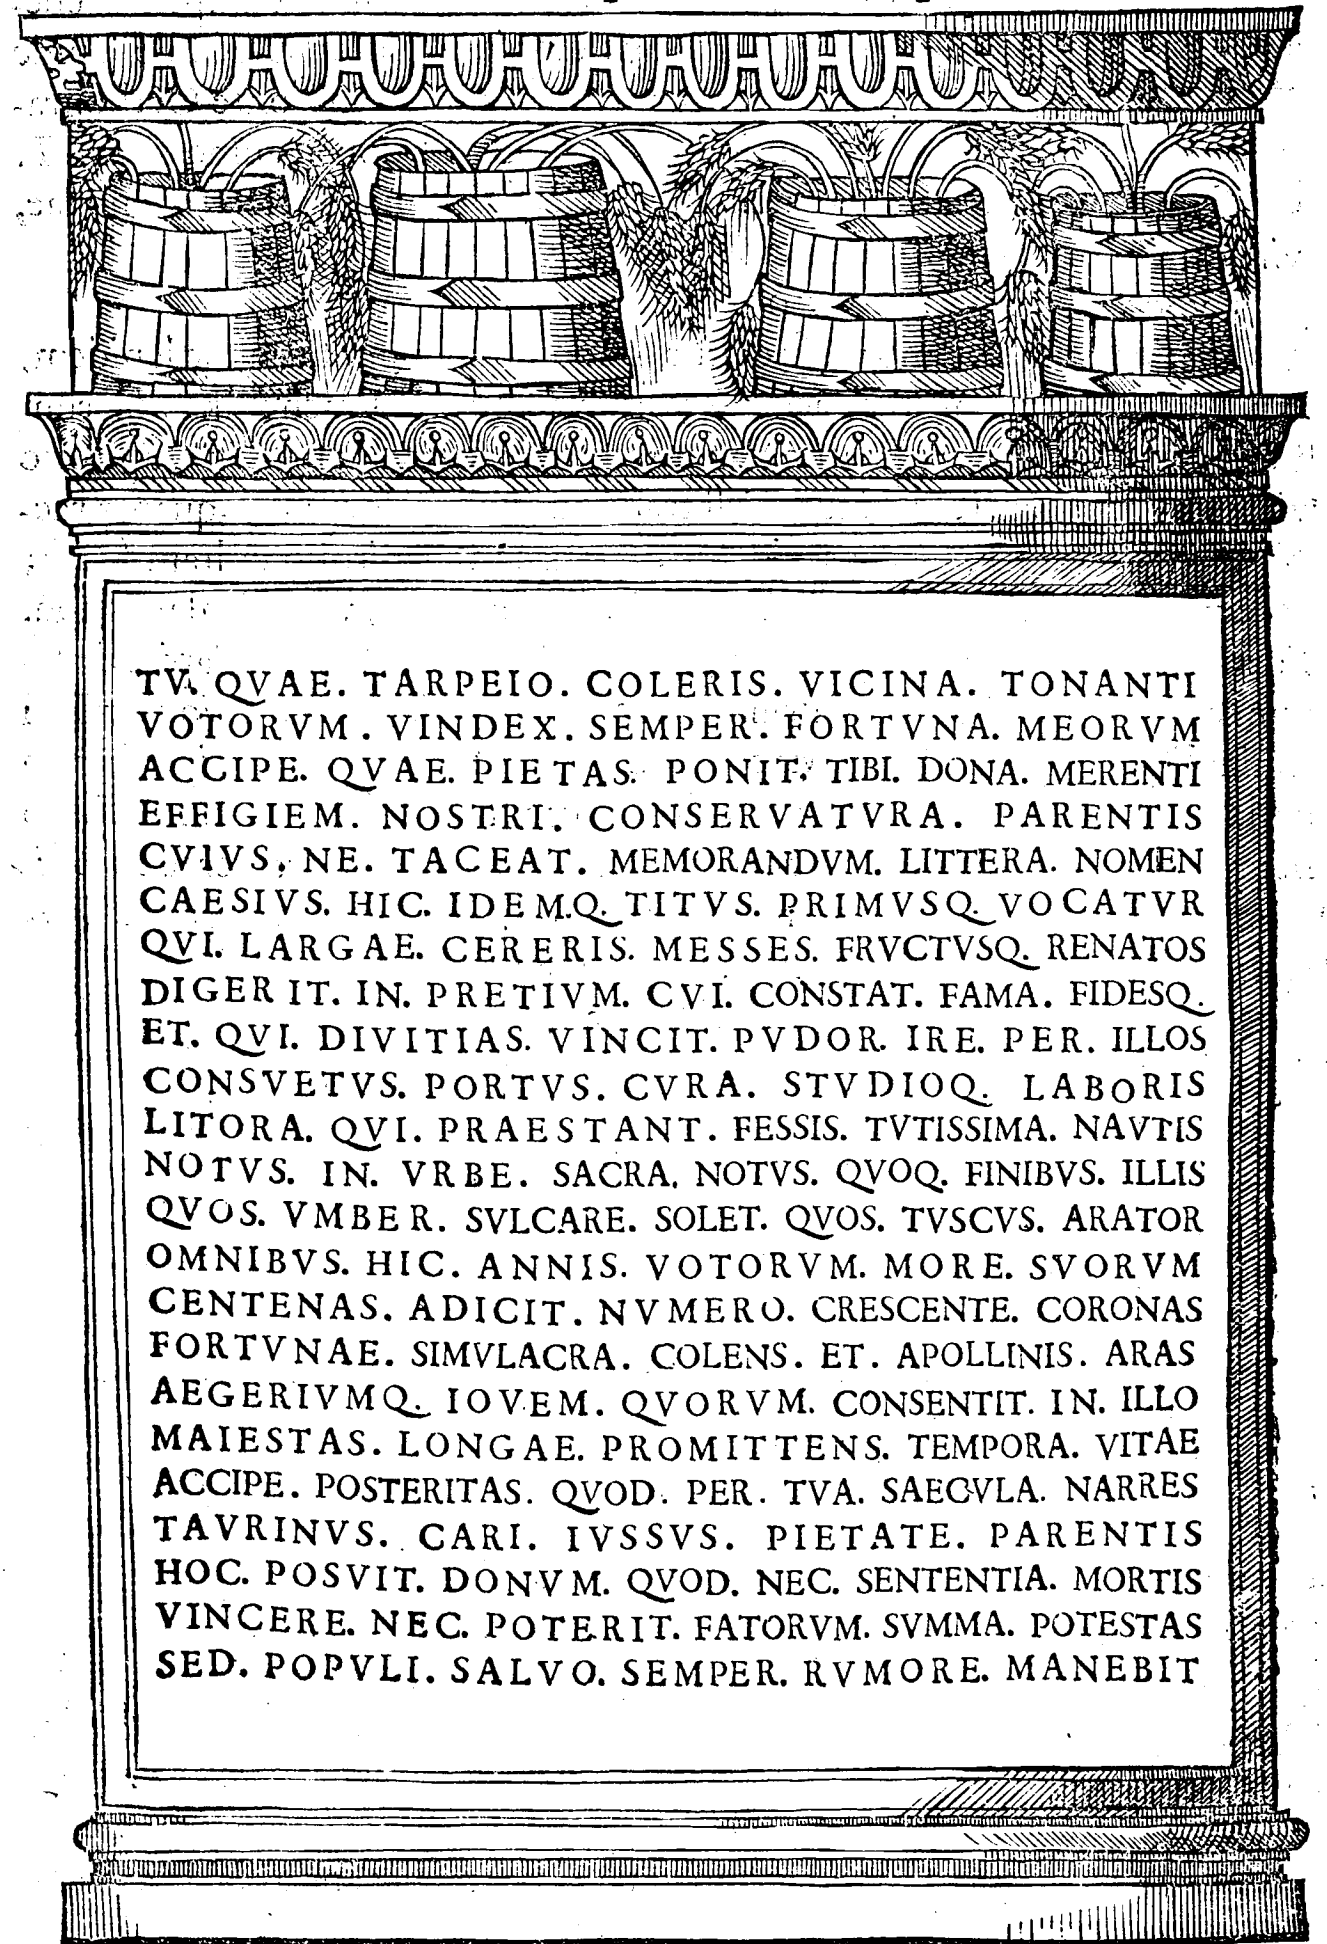 TV. QVAE. TARPEIO. COLERIS. VICINA. TONANTI
VOTORVM. VINDEX. SEMPER. FORTVNA. MEORVM
ACCIPE. QVAE. PIETAS. PONIT. TIBI. DONA. MERENTI
EFFIGIEM. NOSTRI. CONSERVATVRA. PARENTIS
CVIVS. NE. TACEAT. MEMORANDVM. LITTERA. NOMEN
CAESIVS. HIC. IDEM.Q. TITVS. PRIMVSQ. VOCATVR
QVI. LARGAE. CERERIS. MESSES. FRVCTVSQ. RENATOS
DIGERIT. IN. PRETIVM. CVI. CONSTAT. FAMA. FIDESQ.
ET. QVI. DIVITIAS. VINCIT. PVDOR. IRE. PER. ILLOS
CONSVETVS. PORTVS. CVRA. STVDIOQ. LABORIS
LITORA. QVI. PRAESTANT. FESSIS. TVTISSIMA. NAVTIS
NOTVS. IN. VRBE. SACRA. NOTVS. QVOQ. FINIBVS. ILLIS
QVOS. VMBER. SVLCARE. SOLET. QVOS. TVSCVS. ARATOR
OMNIBVS. HIC. ANNIS. VOTORVM. MORE. SVORVM
CENTENAS. ADICIT. NVMERO. CRESCENTE. CORONAS
FORTVNAE. SIMVLACRA. COLENS. ET. APOLLINIS. ARAS
AEGERIVMQ. IOVEM. QVORVM. CONSENTIT. IN. ILLO
MAIESTAS. LONGAE. PROMITTENS. TEMPORA. VITAE
ACCIPE. POSTERITAS. QVOD. PER. TVA. SAECVLA. NARRES
TAVRINVS. CARI. IVSSVS. PIETATE. PARENTIS
HOC. POSVIT. DONVM. QVOD. NEC. SENTENTIA. MORTIS
VINCERE. NEC. POTERIT. FATORVM. SVMMA. POTESTAS
SED. POPVLI. SALVO. SEMPER. RVMORE. MANEBIT